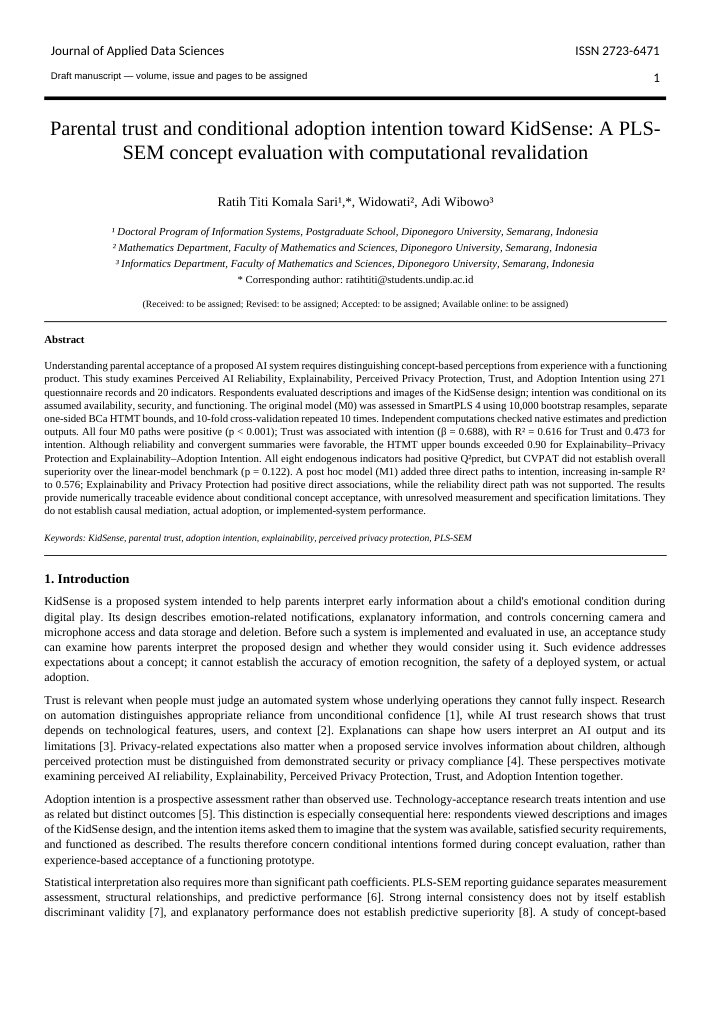 Journal of Applied Data Sciences ISSN 2723-6471
Draft manuscript — volume, issue and pages to be assigned 1
Parental trust and conditional adoption intention toward KidSense: A PLS-
SEM concept evaluation with computational revalidation
Ratih Titi Komala Sari¹,*, Widowati², Adi Wibowo³
¹ Doctoral Program of Information Systems, Postgraduate School, Diponegoro University, Semarang, Indonesia
² Mathematics Department, Faculty of Mathematics and Sciences, Diponegoro University, Semarang, Indonesia
³ Informatics Department, Faculty of Mathematics and Sciences, Diponegoro University, Semarang, Indonesia
* Corresponding author: ratihtiti@students.undip.ac.id
(Received: to be assigned; Revised: to be assigned; Accepted: to be assigned; Available online: to be assigned)
Abstract
Understanding parental acceptance of a proposed AI system requires distinguishing concept-based perceptions from experience with a functioning
product. This study examines Perceived AI Reliability, Explainability, Perceived Privacy Protection, Trust, and Adoption Intention using 271
questionnaire records and 20 indicators. Respondents evaluated descriptions and images of the KidSense design; intention was conditional on its
assumed availability, security, and functioning. The original model (M0) was assessed in SmartPLS 4 using 10,000 bootstrap resamples, separate
one-sided BCa HTMT bounds, and 10-fold cross-validation repeated 10 times. Independent computations checked native estimates and prediction
outputs. All four M0 paths were positive (p < 0.001); Trust was associated with intention (β = 0.688), with R² = 0.616 for Trust and 0.473 for
intention. Although reliability and convergent summaries were favorable, the HTMT upper bounds exceeded 0.90 for Explainability–Privacy
Protection and Explainability–Adoption Intention. All eight endogenous indicators had positive Q²predict, but CVPAT did not establish overall
superiority over the linear-model benchmark (p = 0.122). A post hoc model (M1) added three direct paths to intention, increasing in-sample R²
to 0.576; Explainability and Privacy Protection had positive direct associations, while the reliability direct path was not supported. The results
provide numerically traceable evidence about conditional concept acceptance, with unresolved measurement and specification limitations. They
do not establish causal mediation, actual adoption, or implemented-system performance.
Keywords: KidSense, parental trust, adoption intention, explainability, perceived privacy protection, PLS-SEM
1. Introduction
KidSense is a proposed system intended to help parents interpret early information about a child's emotional condition during
digital play. Its design describes emotion-related notifications, explanatory information, and controls concerning camera and
microphone access and data storage and deletion. Before such a system is implemented and evaluated in use, an acceptance study
can examine how parents interpret the proposed design and whether they would consider using it. Such evidence addresses
expectations about a concept; it cannot establish the accuracy of emotion recognition, the safety of a deployed system, or actual
adoption.
Trust is relevant when people must judge an automated system whose underlying operations they cannot fully inspect. Research
on automation distinguishes appropriate reliance from unconditional confidence [1], while AI trust research shows that trust
depends on technological features, users, and context [2]. Explanations can shape how users interpret an AI output and its
limitations [3]. Privacy-related expectations also matter when a proposed service involves information about children, although
perceived protection must be distinguished from demonstrated security or privacy compliance [4]. These perspectives motivate
examining perceived AI reliability, Explainability, Perceived Privacy Protection, Trust, and Adoption Intention together.
Adoption intention is a prospective assessment rather than observed use. Technology-acceptance research treats intention and use
as related but distinct outcomes [5]. This distinction is especially consequential here: respondents viewed descriptions and images
of the KidSense design, and the intention items asked them to imagine that the system was available, satisfied security requirements,
and functioned as described. The results therefore concern conditional intentions formed during concept evaluation, rather than
experience-based acceptance of a functioning prototype.
Statistical interpretation also requires more than significant path coefficients. PLS-SEM reporting guidance separates measurement
assessment, structural relationships, and predictive performance [6]. Strong internal consistency does not by itself establish
discriminant validity [7], and explanatory performance does not establish predictive superiority [8]. A study of concept-based